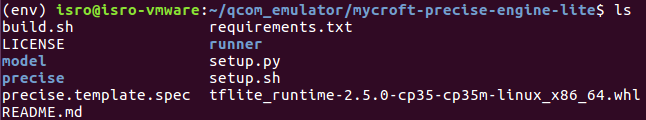 (env) isro@isro-vmware:~/qcom_emulator/mycroft-precise-engine-lite$ ls
build.sh requirements.txt
LICENSE runner
model setup.py
precise setup.sh
precise.template.spec tflite_runtime-2.5.0-cp35-cp35m-linux_x86_64.whl
README.md